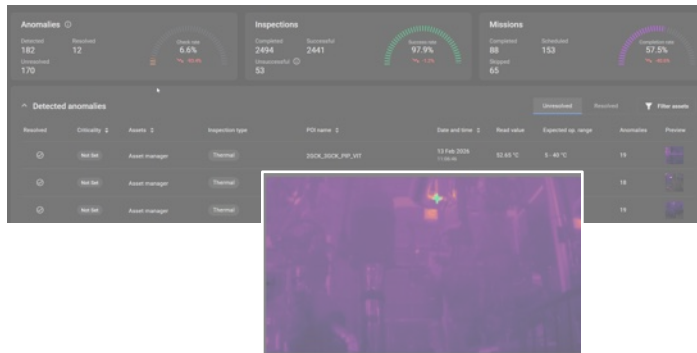 Anomalies
Inspections
Missions
Detected Resolved
182 12
Unresolved
170
Check rate
6.6%
Completed Successful
2494 2441
Unsuccessful
53
Success rate
97.9%
Completed Scheduled
88 153
Skipped
65
Completion rate
57.5%
Detected anomalies
Unresolved Resolved Filter assets
Resolved Criticality Assets Inspection type POI name Date and time Read value Expected op. range Anomalies Preview
Not Set Asset manager Thermal 13 Feb 2026 52.65 °C 5 - 40 °C 19
Not Set Asset manager Thermal 18
Not Set Asset manager Thermal 19